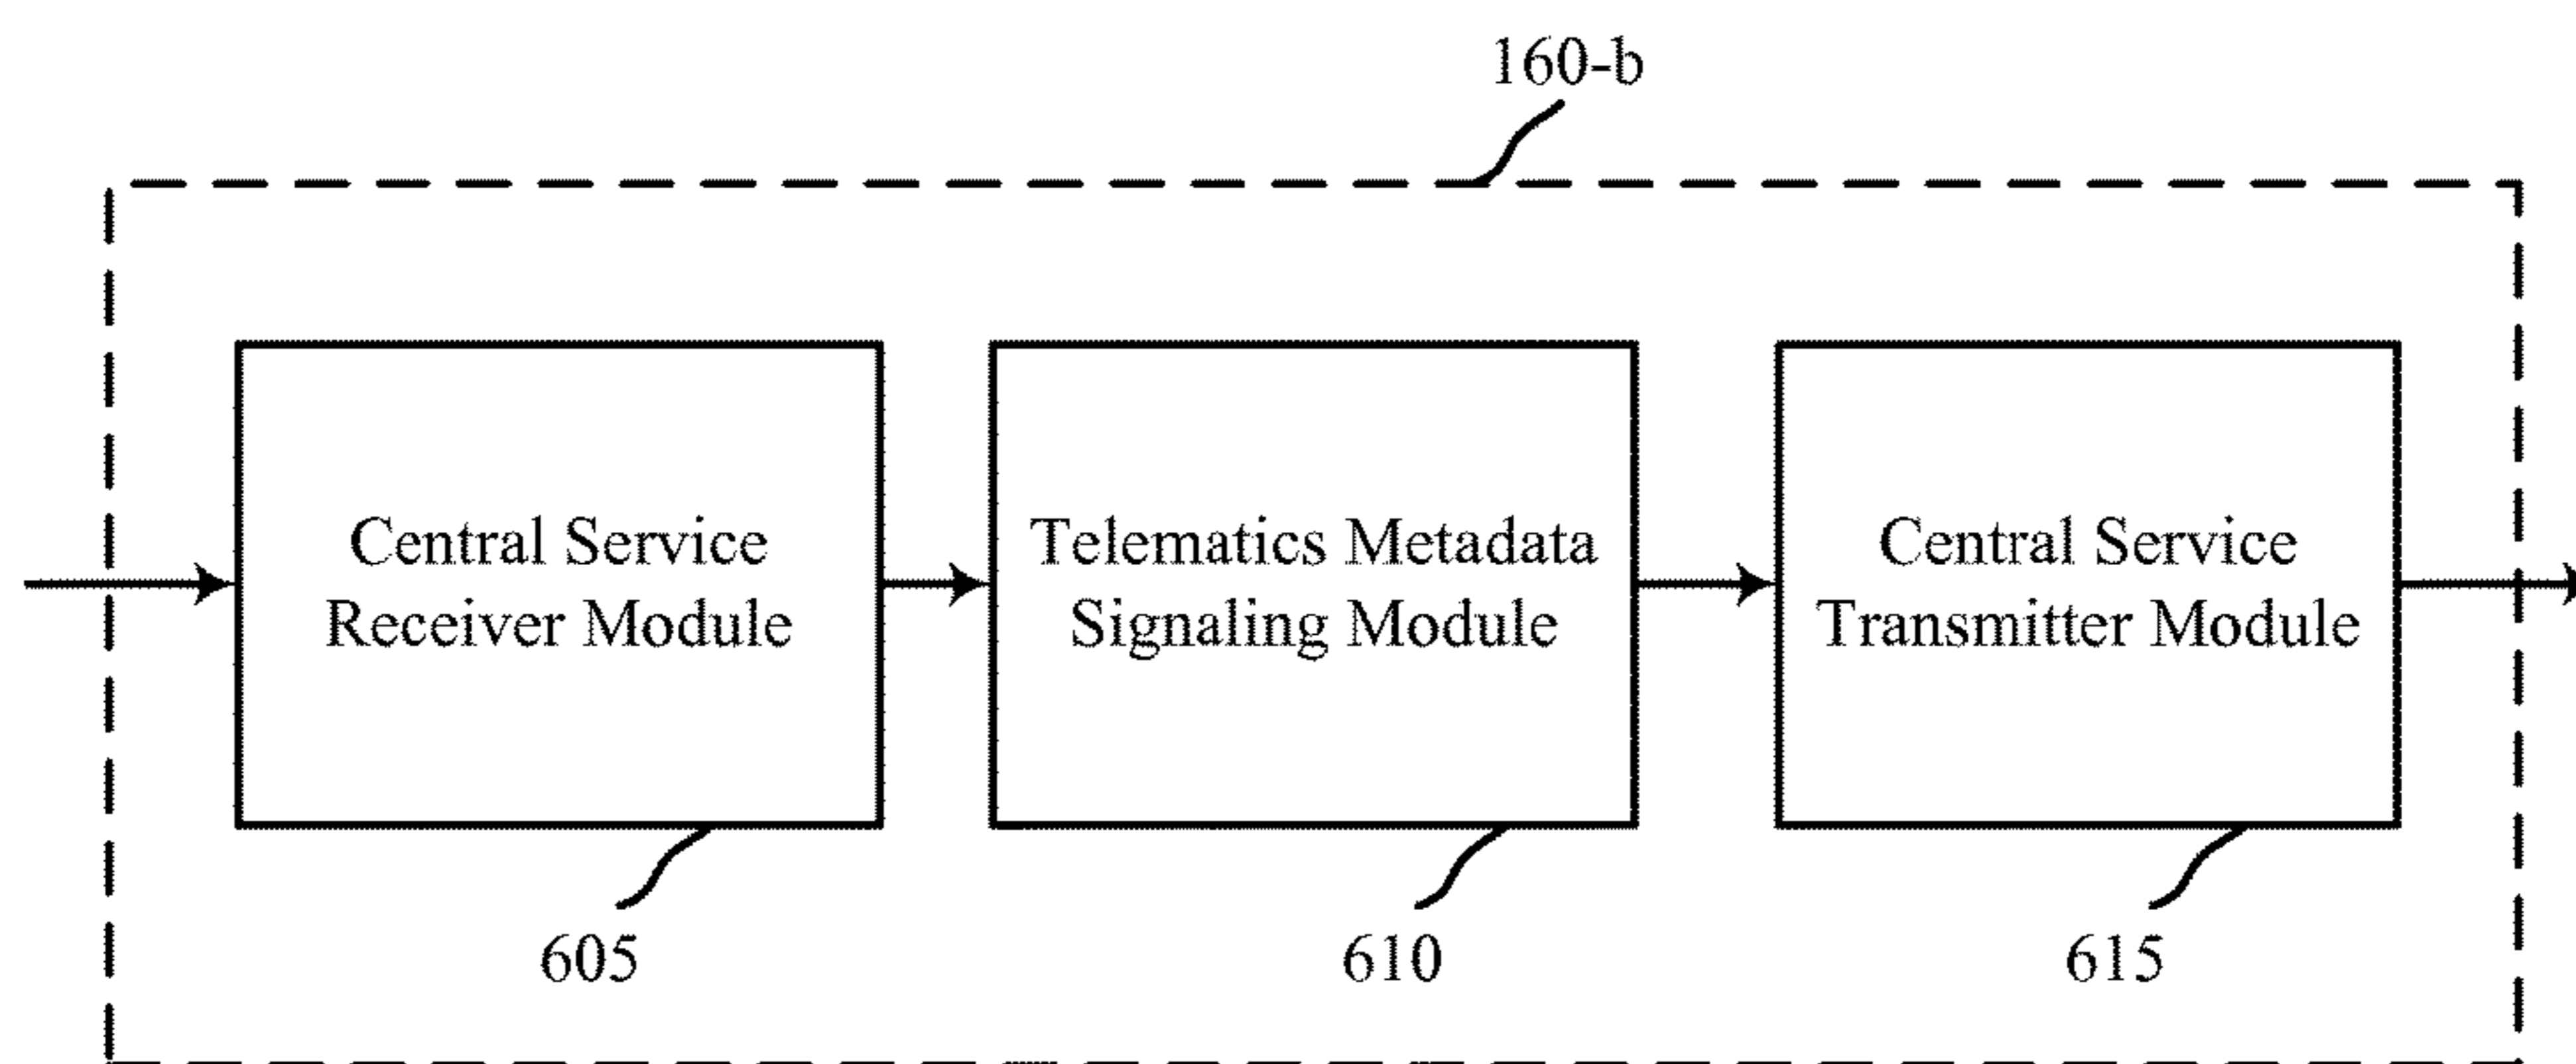 160-b
Central Service
Receiver Module
Telematics Metadata
Signaling Module
Central Service
Transmitter Module
605
610
615